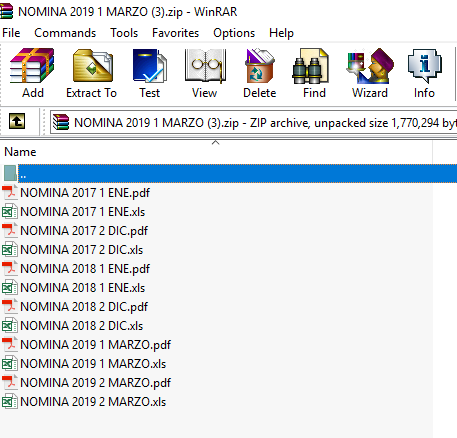 NOMINA 2019 1 MARZO (3).zip - WinRAR
File Commands Tools Favorites Options Help
Add Extract To Test View Delete Find Wizard Info
NOMINA 2019 1 MARZO (3).zip - ZIP archive, unpacked size 1,770,294 byt
Name
..
NOMINA 2017 1 ENE.pdf
NOMINA 2017 1 ENE.xls
NOMINA 2017 2 DIC.pdf
NOMINA 2017 2 DIC.xls
NOMINA 2018 1 ENE.pdf
NOMINA 2018 1 ENE.xls
NOMINA 2018 2 DIC.pdf
NOMINA 2018 2 DIC.xls
NOMINA 2019 1 MARZO.pdf
NOMINA 2019 1 MARZO.xls
NOMINA 2019 2 MARZO.pdf
NOMINA 2019 2 MARZO.xls